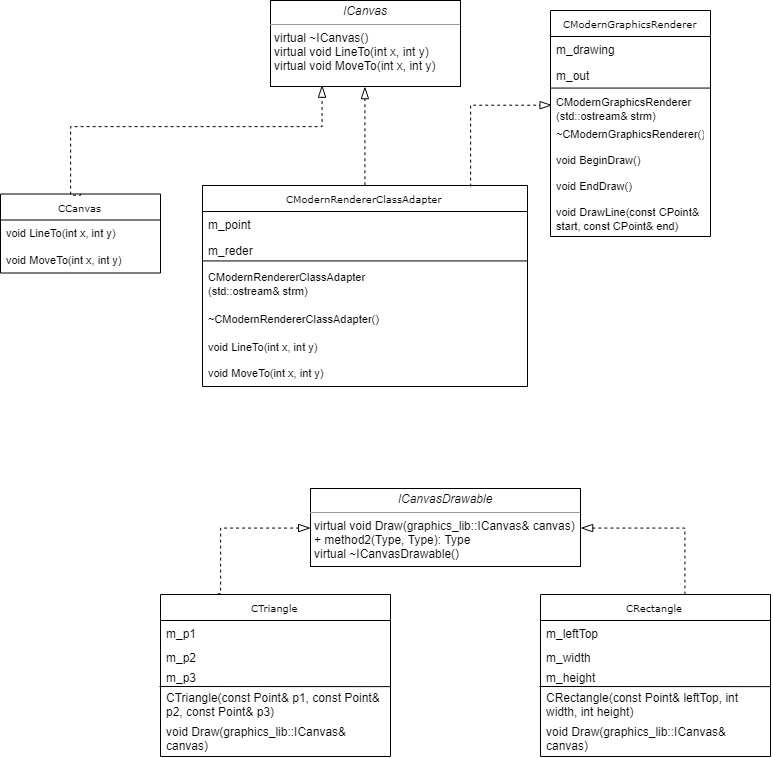 ICanvas
virtual ~ICanvas()
virtual void LineTo(int x, int y)
virtual void MoveTo(int x, int y)
CModernGraphicsRenderer
m_drawing
m_out
CModernGraphicsRenderer
(std::ostream& strm)
~CModernGraphicsRenderer()
void BeginDraw()
void EndDraw()
void DrawLine(const CPoint&
start, const CPoint& end)
CCanvas
void LineTo(int x, int y)
void MoveTo(int x, int y)
CModernRendererClassAdapter
m_point
m_reder
CModernRendererClassAdapter
(std::ostream& strm)
~CModernRendererClassAdapter()
void LineTo(int x, int y)
void MoveTo(int x, int y)
ICanvasDrawable
virtual void Draw(graphics_lib::ICanvas& canvas)
+ method2(Type, Type): Type
virtual ~ICanvasDrawable()
CTriangle
m_p1
m_p2
m_p3
CTriangle(const Point& p1, const Point&
p2, const Point& p3)
void Draw(graphics_lib::ICanvas&
canvas)
CRectangle
m_leftTop
m_width
m_height
CRectangle(const Point& leftTop, int
width, int height)
void Draw(graphics_lib::ICanvas&
canvas)